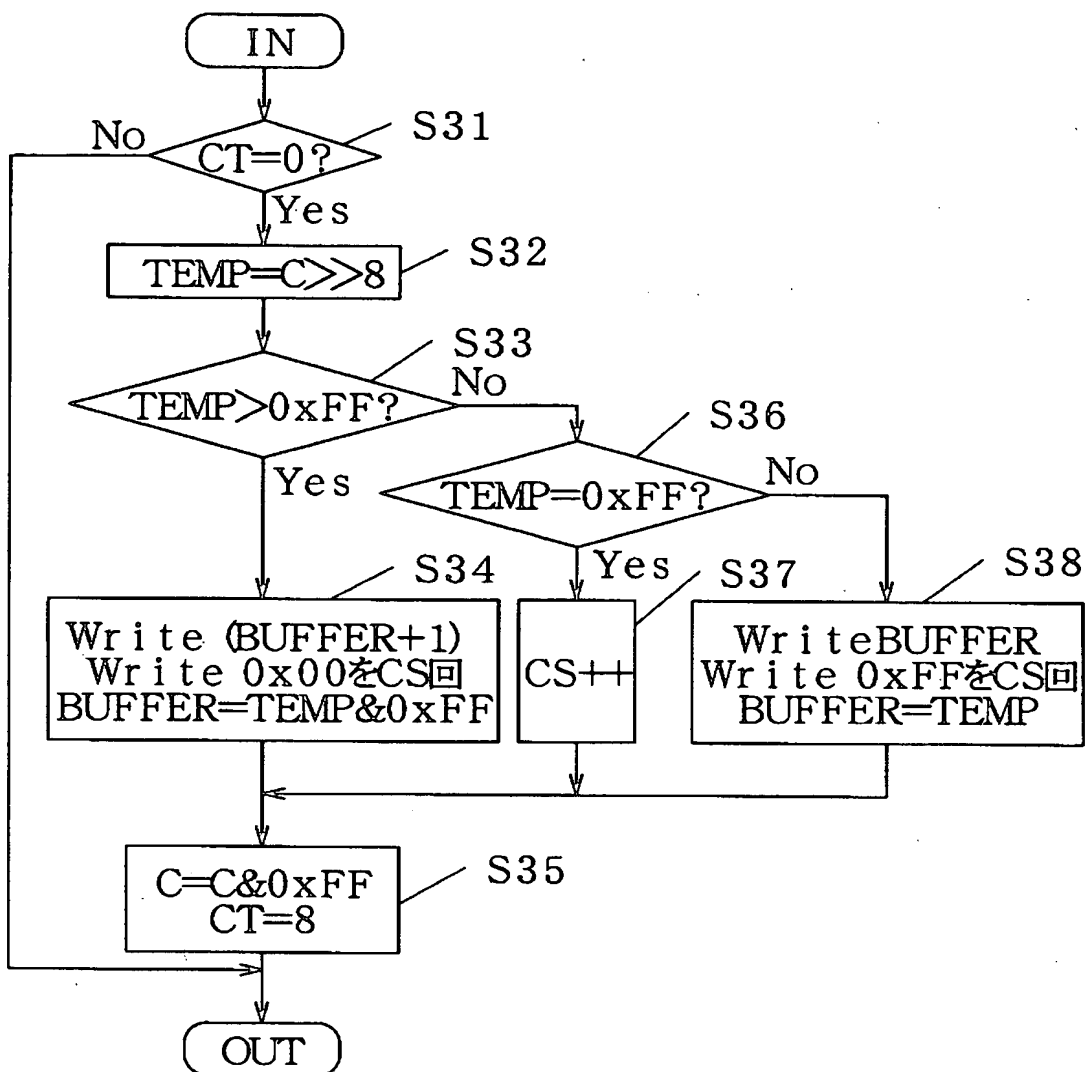 IN
S31
No
CT=0?
Yes
S32
TEMP=C>>8
S33
No
TEMP>0xFF?
S36
Yes
No
TEMP=0xFF?
Yes
S34
S37
S38
Write (BUFFER+1)
Write 0x00をCS回
BUFFER=TEMP&0xFF
CS++
WriteBUFFER
Write 0xFFをCS回
BUFFER=TEMP
S35
C=C&0xFF
CT=8
OUT